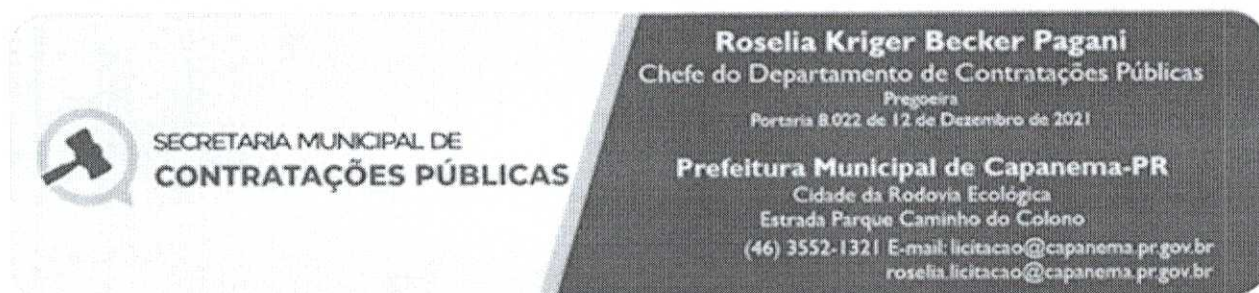 SECRETARIA MUNICIPAL DE
CONTRATAÇÕES PÚBLICAS
Roselia Kriger Becker Pagani
Chefe do Departamento de Contratações Públicas
Pregoeira
Portaria 8.022 de 12 de Dezembro de 2021
Prefeitura Municipal de Capanema-PR
Cidade da Rodovia Ecológica
Estrada Parque Caminho do Colono
(46) 3552-1321 E-mail: licitacao@capanema.pr.gov.br
roselia.licitacao@capanema.pr.gov.br